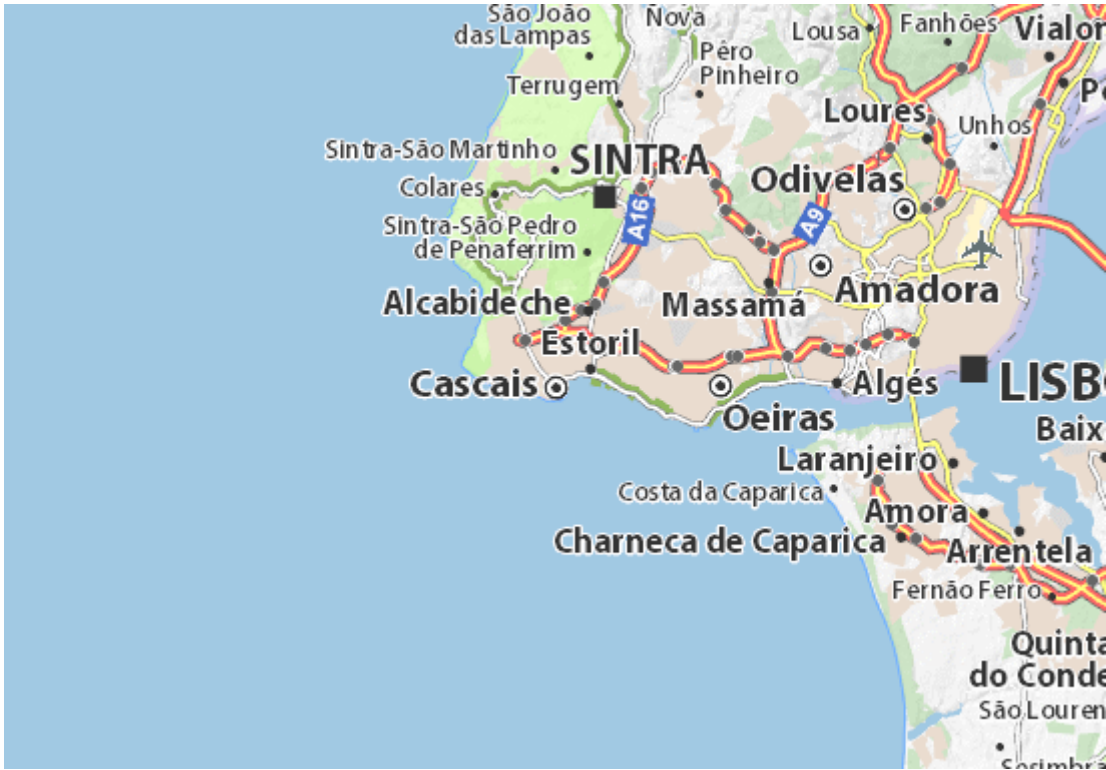 São João
das Lampas
Nova
Lousa
Fanhões
Vialon
Pêro
Pinheiro
Terrugem
Loures
Unhos
Sintra-São Martinho
SINTRA
Colares
Odivelas
A16
A9
Sintra-São Pedro
de Penaferrim
Alcabideche
Massamá
Amadora
Estoril
Cascais
Algés
LISB
Oeiras
Baix
Laranjeiro
Costa da Caparica
Amora
Charneca de Caparica
Arrentela
Fernão Ferro
Quinta
do Conde
São Louren
Sesimbra